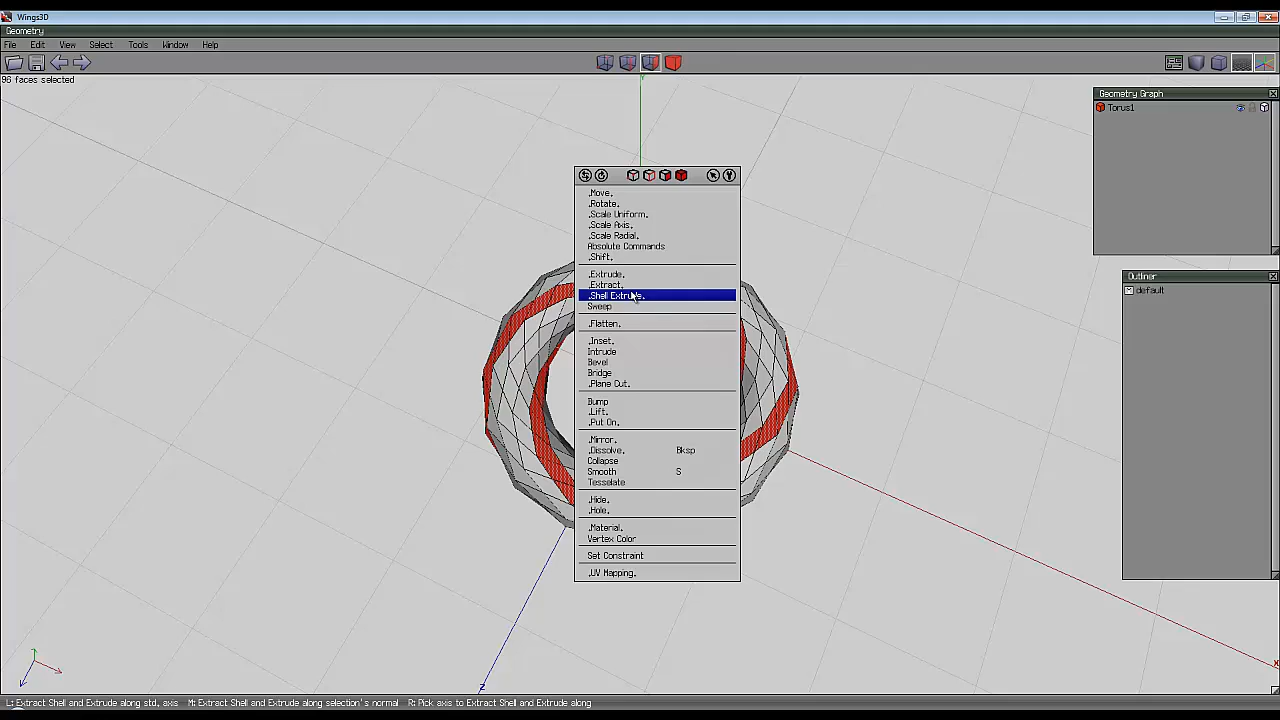 Wings3D
Geometry
File Edit View Select Tools Window Help
96 faces selected
Geometry Graph
Torus1
Outliner
default
.Move.
.Rotate.
.Scale Uniform.
.Scale Axis.
.Scale Radial.
Absolute Commands
.Shift.
.Extrude.
.Extract.
.Shell Extrude.
Sweep
.Flatten.
.Inset.
Intrude
Bevel
Bridge
.Plane Cut.
Bump
.Lift.
.Put On.
.Mirror.
.Dissolve. Bksp
Collapse
Smooth S
Tesselate
.Hide.
.Hole.
.Material.
Vertex Color
Set Constraint
.UV Mapping.
Y
X
Z
L: Extract Shell and Extrude along std. axis M: Extract Shell and Extrude along selection's normal R: Pick axis to Extract Shell and Extrude along